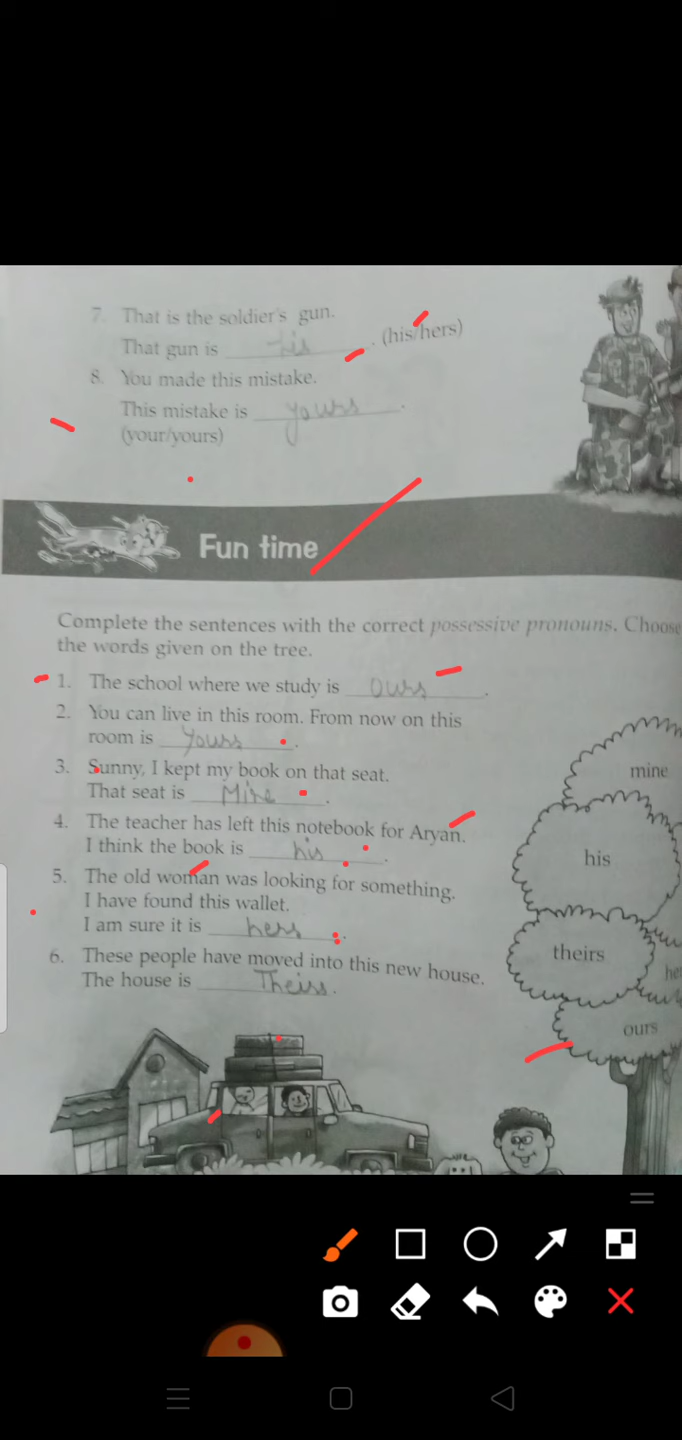 7. That is the soldier's gun.
That gun is his. (his/hers)
8. You made this mistake.
This mistake is yours.
(your/yours)
Fun time
Complete the sentences with the correct possessive pronouns. Choose
the words given on the tree.
1. The school where we study is ours.
2. You can live in this room. From now on this
room is Yours.
3. Sunny, I kept my book on that seat.
That seat is Mine.
4. The teacher has left this notebook for Aryan.
I think the book is his.
5. The old woman was looking for something.
I have found this wallet.
I am sure it is hers.
6. These people have moved into this new house.
The house is Theirs.
mine
his
theirs
ours